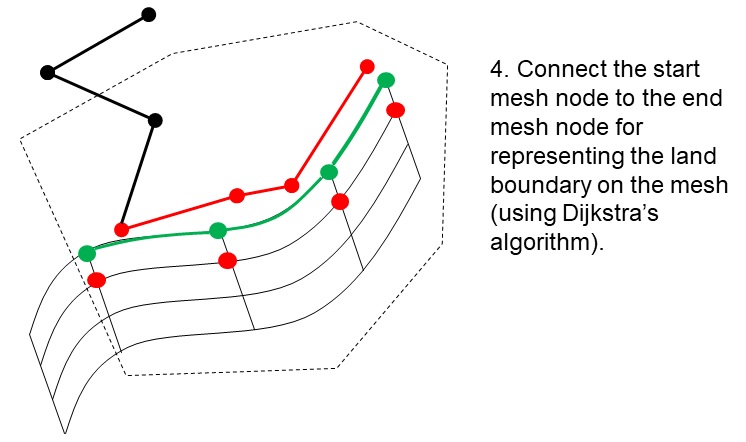 4. Connect the start
mesh node to the end
mesh node for
representing the land
boundary on the mesh
(using Dijkstra’s
algorithm).